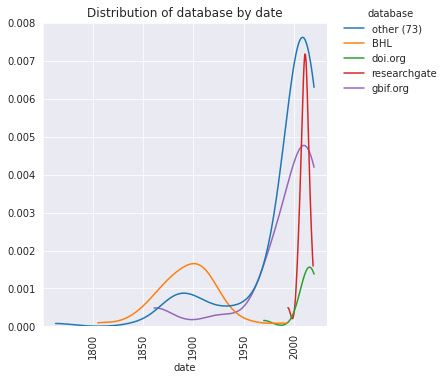 Distribution of database by date
database
other (73)
BHL
doi.org
researchgate
gbif.org
0.008
0.007
0.006
0.005
0.004
0.003
0.002
0.001
0.000
1800
1850
1900
1950
2000
date